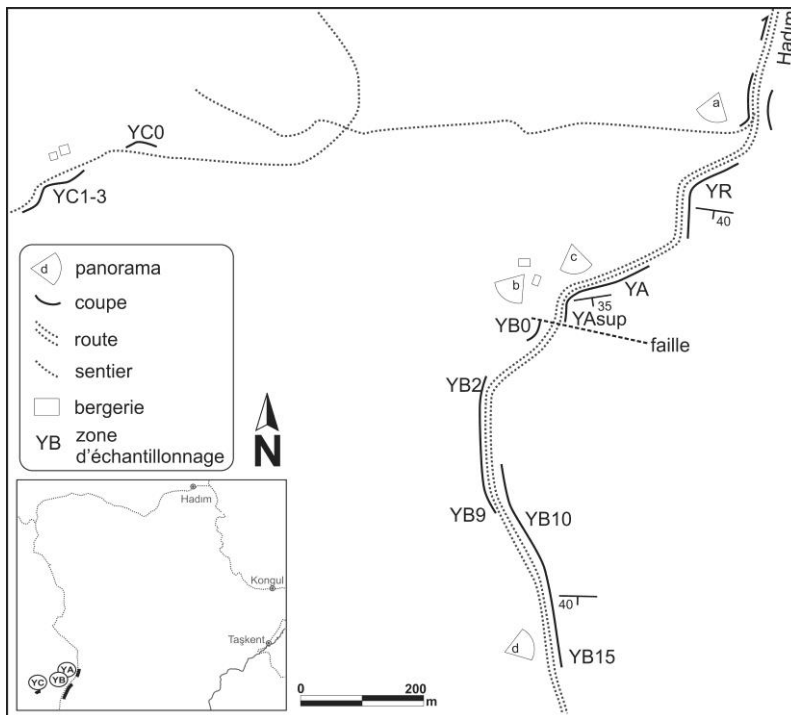 Hadım
a
YC0
YC1-3
YR
40
c
b
YA
35
YAsup
YB0
faille
YB2
YB9
YB10
40
d
YB15
d panorama
coupe
route
sentier
bergerie
YB zone
d'échantillonnage
N
Hadım
Kongul
Taşkent
YA
YB
YC
0 200
m